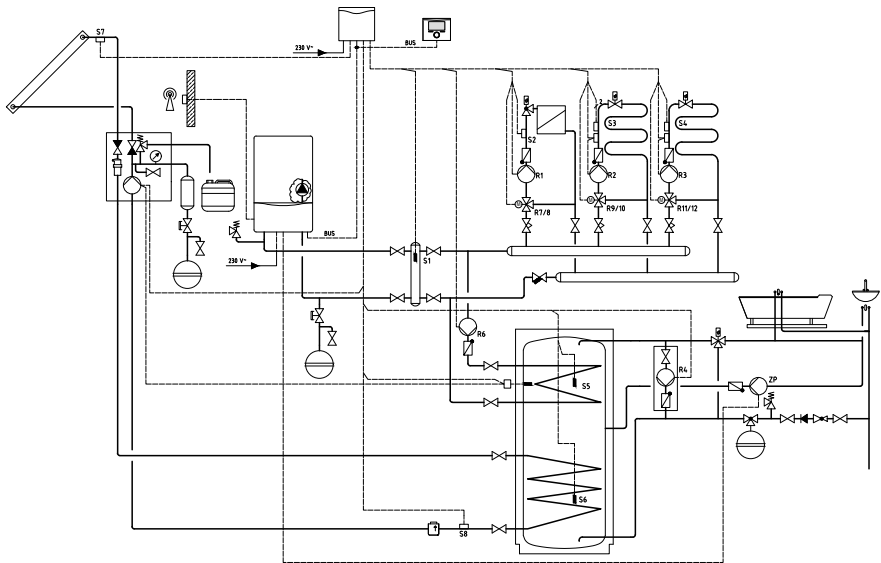 S7
230 V~
BUS
2
S2
S3
S4
R1
R2
R3
M
M
M
R7/8
R9/10
R11/12
BUS
230 V~
S1
R6
R4
ZP
S5
S6
S8